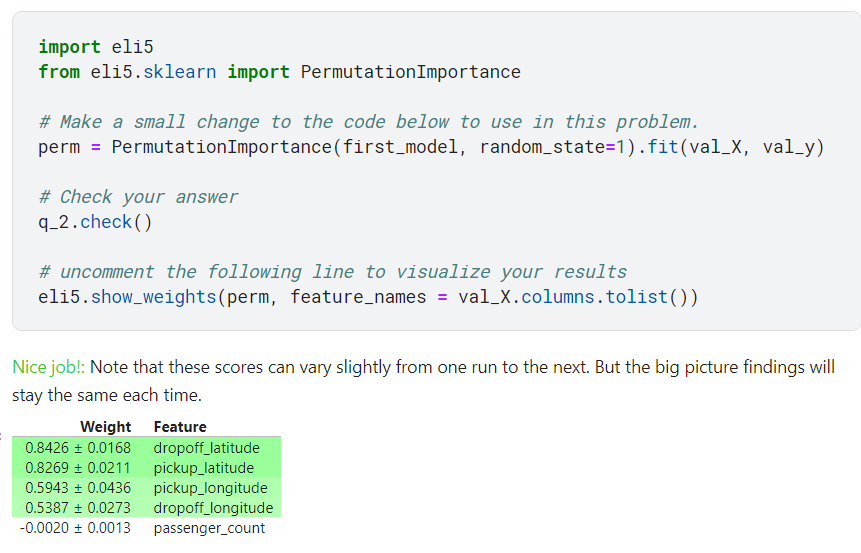 import eli5
from eli5.sklearn import PermutationImportance
# Make a small change to the code below to use in this problem.
perm = PermutationImportance(first_model, random_state=1).fit(val_X, val_y)
# Check your answer
q_2.check()
# uncomment the following line to visualize your results
eli5.show_weights(perm, feature_names = val_X.columns.tolist())
Nice job!: Note that these scores can vary slightly from one run to the next. But the big picture findings will
stay the same each time.
Weight Feature
0.8426 ± 0.0168 dropoff_latitude
0.8269 ± 0.0211 pickup_latitude
0.5943 ± 0.0436 pickup_longitude
0.5387 ± 0.0273 dropoff_longitude
-0.0020 ± 0.0013 passenger_count